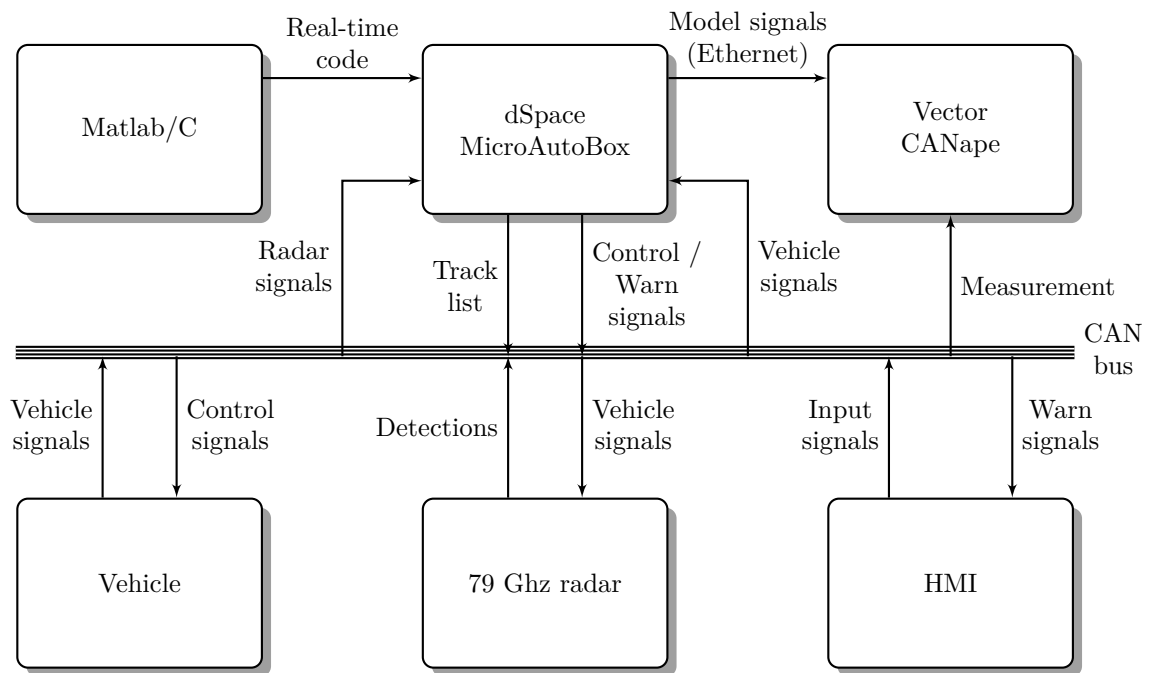 Real-time
code
Model signals
(Ethernet)
Matlab/C
dSpace
MicroAutoBox
Vector
CANape
Radar
signals
Track
list
Control /
Warn
signals
Vehicle
signals
Measurement
CAN
bus
Vehicle
signals
Control
signals
Detections
Vehicle
signals
Input
signals
Warn
signals
Vehicle
79 Ghz radar
HMI